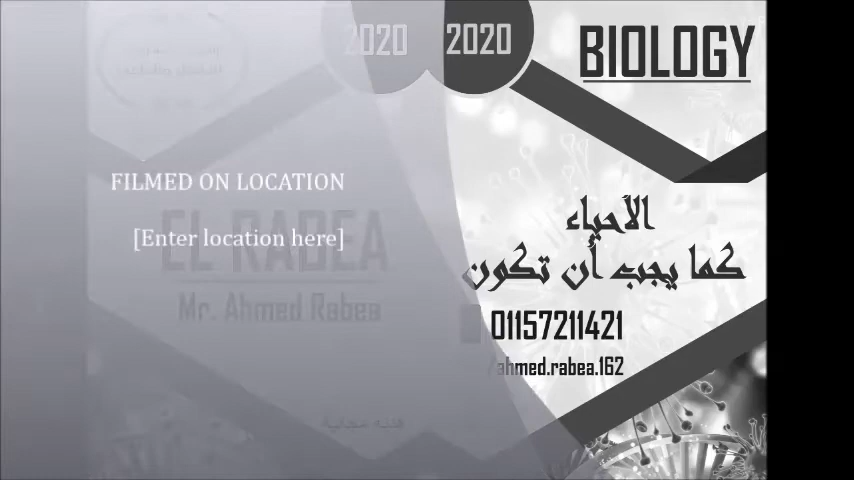 2020
2020
BIOLOGY
FILMED ON LOCATION
[Enter location here]
EL RABEA
Mr. Ahmed Rabea
الأحياء
كما يجب أن تكون
01157211421
/ahmed.rabea.162